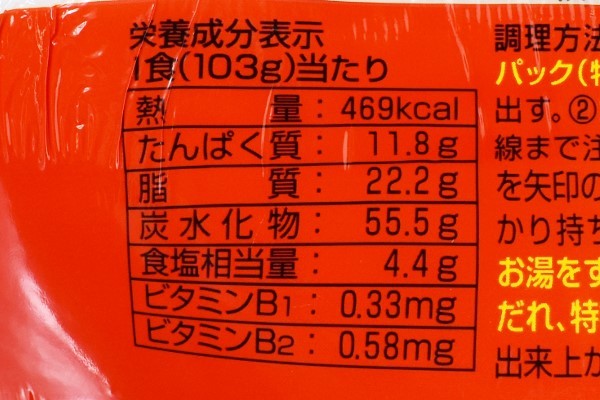 栄養成分表示
1食(103g)当たり
熱量: 469kcal
たんぱく質: 11.8g
脂質: 22.2g
炭水化物: 55.5g
食塩相当量: 4.4g
ビタミンB1: 0.33mg
ビタミンB2: 0.58mg
調理方法
パック(特
出す。②
線まで注
を矢印の
かり持ち
お湯をす
だれ、特
出来上か